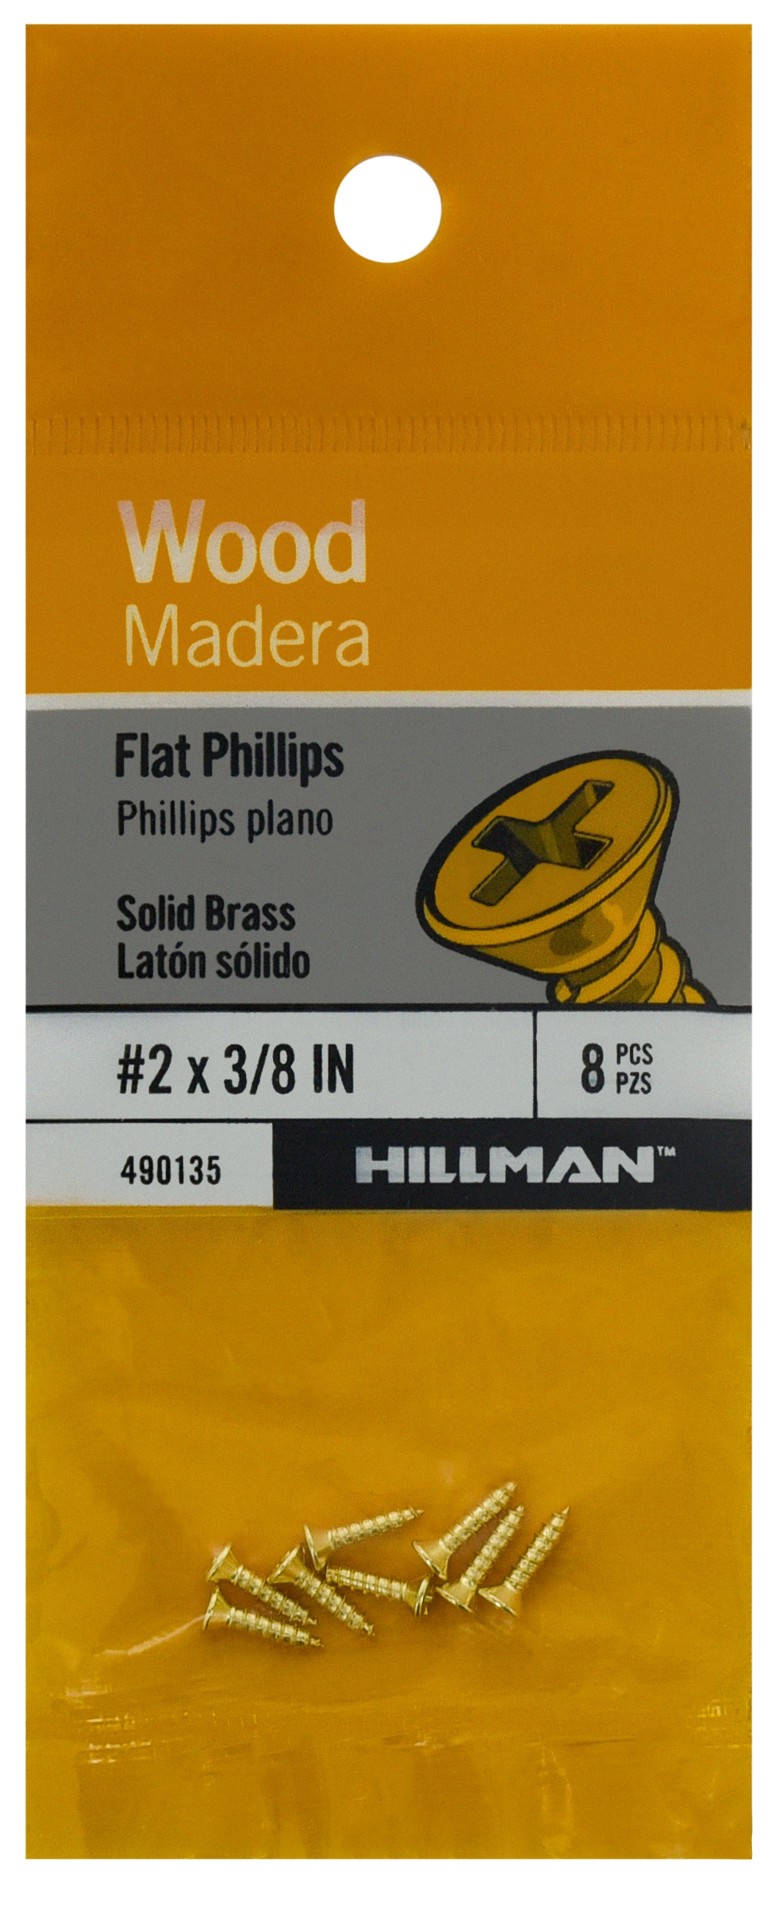 Wood
Madera
Flat Phillips
Phillips plano
Solid Brass
Latón sólido
#2 x 3/8 IN
8 PCS
PZS
490135
HILLMAN™